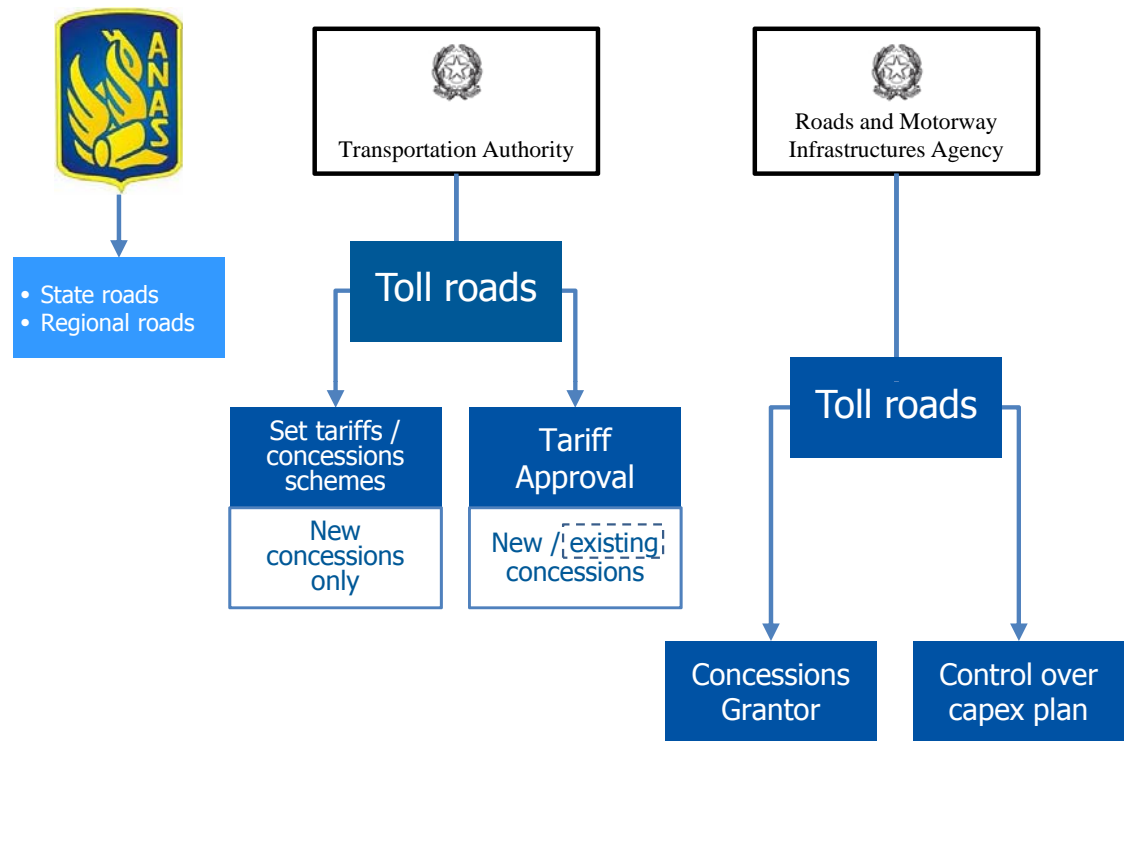 ANAS
• State roads
• Regional roads
Transportation Authority
Toll roads
Set tariffs /
concessions
schemes
New
concessions
only
Tariff
Approval
New / existing
concessions
Roads and Motorway
Infrastructures Agency
Toll roads
Concessions
Grantor
Control over
capex plan